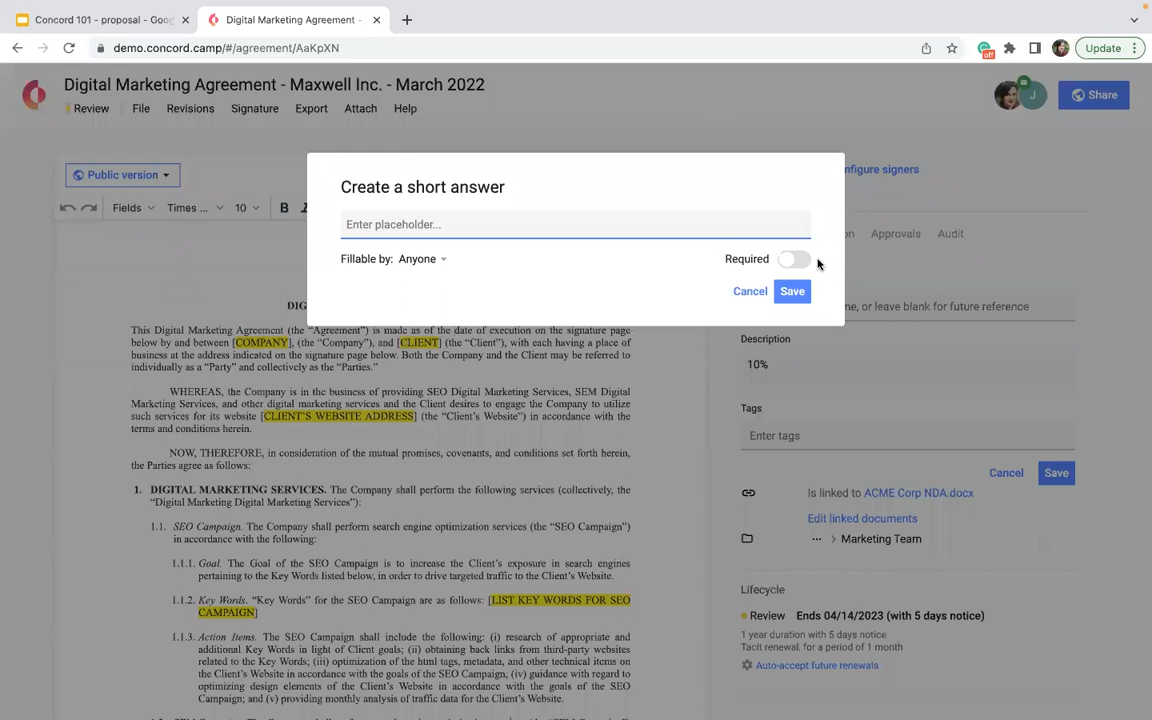 Concord 101 - proposal - Goo
Digital Marketing Agreement -
demo.concord.camp/#/agreement/AaKpXN
off
Update
Digital Marketing Agreement - Maxwell Inc. - March 2022
Review File Revisions Signature Export Attach Help
J
Share
Public version
nfigure signers
Fields Times ... 10 B I
on Approvals Audit
Create a short answer
Enter placeholder...
Fillable by: Anyone
Required
Cancel Save
DIG
This Digital Marketing Agreement (the "Agreement") is made as of the date of execution on the signature page
below by and between [COMPANY], (the "Company"), and [CLIENT] (the "Client"), with each having a place of
business at the address indicated on the signature page below. Both the Company and the Client may be referred to
individually as a "Party" and collectively as the "Parties."
WHEREAS, the Company is in the business of providing SEO Digital Marketing Services, SEM Digital
Marketing Services, and other digital marketing services and the Client desires to engage the Company to utilize
such services for its website [CLIENT'S WEBSITE ADDRESS] (the "Client's Website") in accordance with the
terms and conditions herein.
NOW, THEREFORE, in consideration of the mutual promises, covenants, and conditions set forth herein,
the Parties agree as follows:
1. DIGITAL MARKETING SERVICES. The Company shall perform the following services (collectively, the
"Digital Marketing Digital Marketing Services"):
1.1. SEO Campaign. The Company shall perform search engine optimization services (the "SEO Campaign")
in accordance with the following:
1.1.1. Goal. The Goal of the SEO Campaign is to increase the Client's exposure in search engines
pertaining to the Key Words listed below, in order to drive targeted traffic to the Client's Website.
1.1.2. Key Words. "Key Words" for the SEO Campaign are as follows: [LIST KEY WORDS FOR SEO
CAMPAIGN]
1.1.3. Action Items. The SEO Campaign shall include the following: (i) research of appropriate and
additional Key Words in light of Client goals; (ii) obtaining back links from third-party websites
related to the Key Words; (iii) optimization of the html tags, metadata, and other technical items on
the Client's Website in accordance with the goals of the SEO Campaign; (iv) guidance with regard to
optimizing design elements of the Client's Website in accordance with the goals of the SEO
Campaign; and (v) providing monthly analysis of traffic data for the Client's Website.
me, or leave blank for future reference
Description
10%
Tags
Enter tags
Cancel Save
Is linked to ACME Corp NDA.docx
Edit linked documents
... > Marketing Team
Lifecycle
Review Ends 04/14/2023 (with 5 days notice)
1 year duration with 5 days notice
Tacit renewal, for a period of 1 month
Auto-accept future renewals